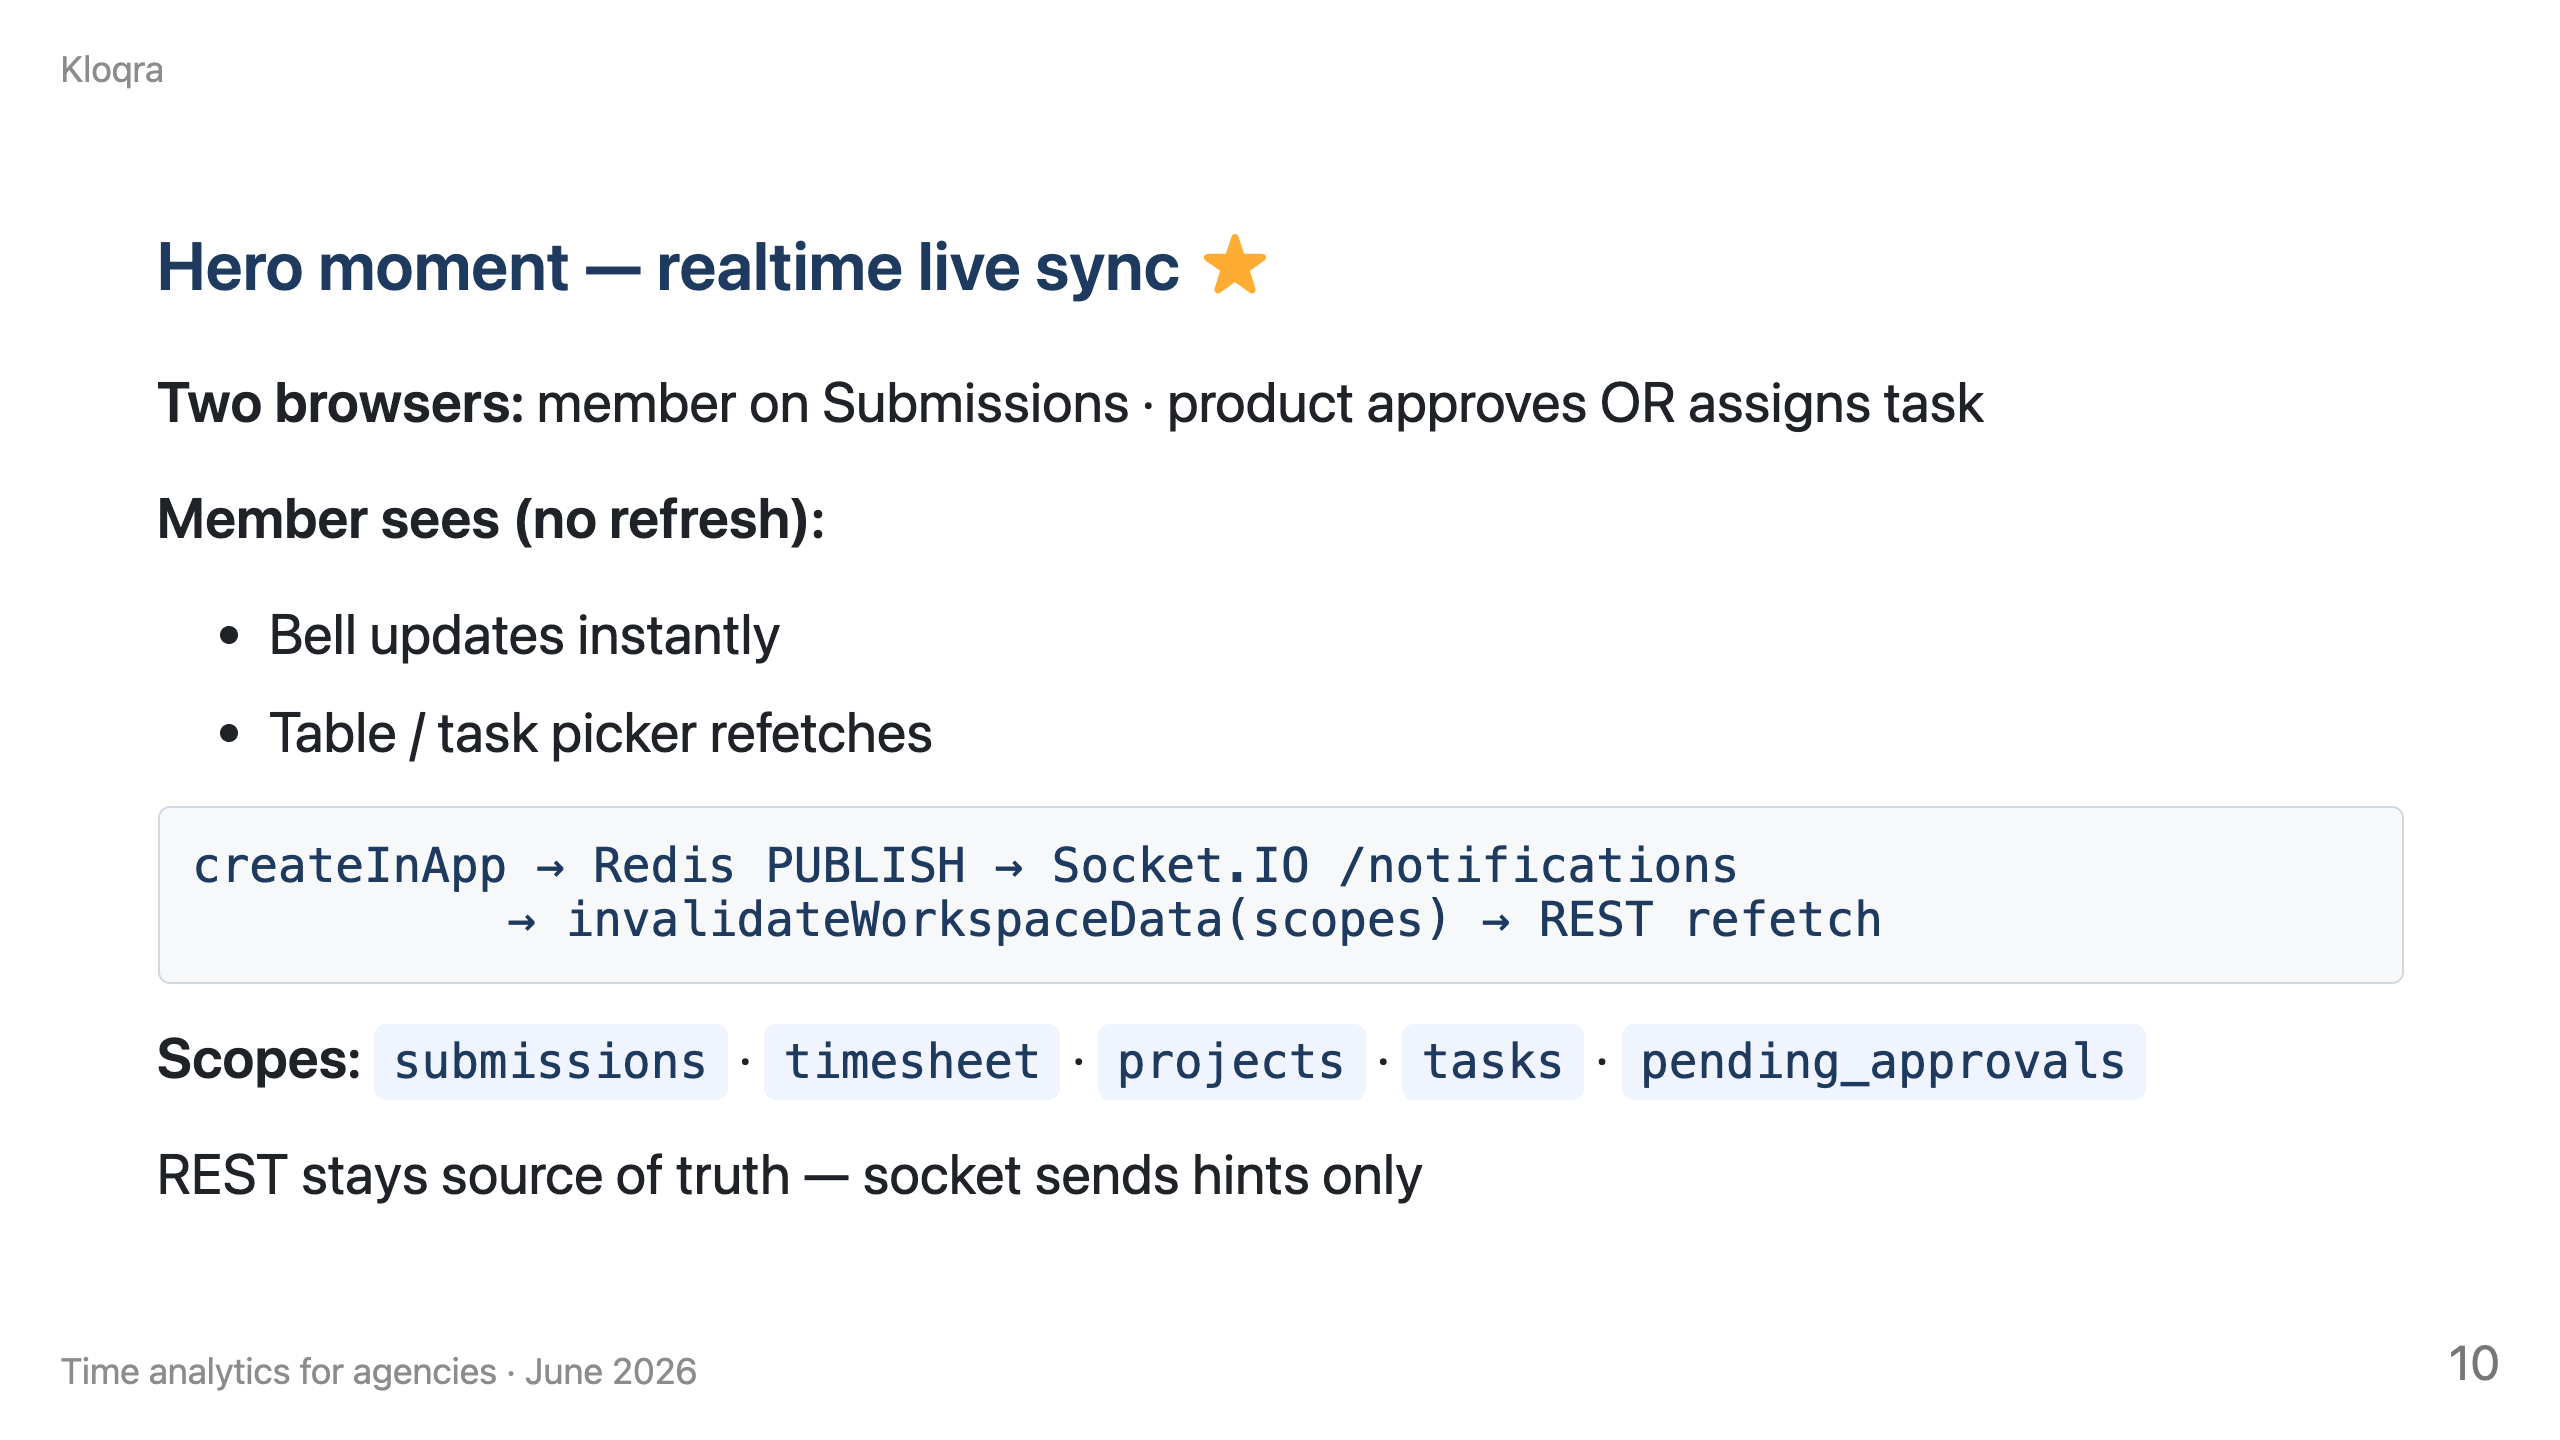 Kloqra
Hero moment — realtime live sync ⭐
Two browsers: member on Submissions · product approves OR assigns task
Member sees (no refresh):
• Bell updates instantly
• Table / task picker refetches
createInApp → Redis PUBLISH → Socket.IO /notifications
→ invalidateWorkspaceData(scopes) → REST refetch
Scopes: submissions · timesheet · projects · tasks · pending_approvals
REST stays source of truth — socket sends hints only
Time analytics for agencies · June 2026
10